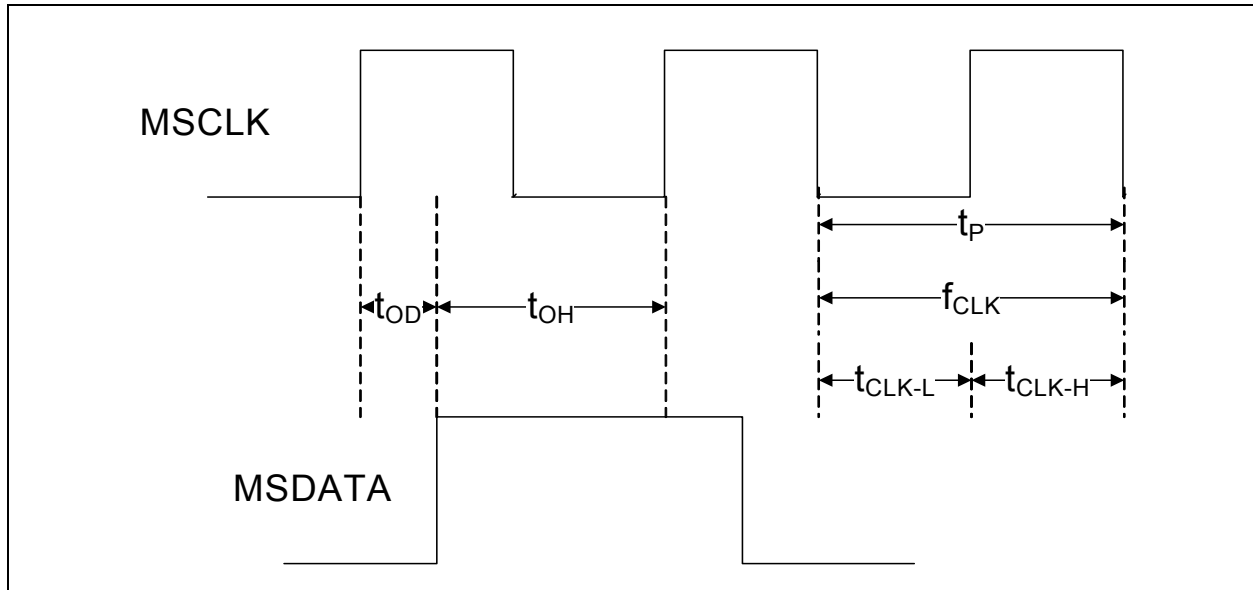 MSCLK
tP
fCLK
tOD
tOH
tCLK-L
tCLK-H
MSDATA